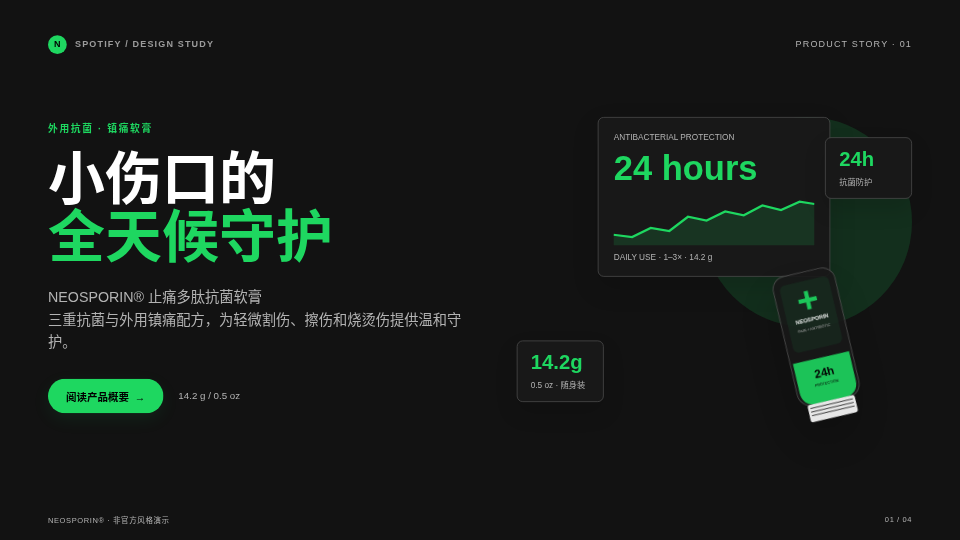 N SPOTIFY / DESIGN STUDY
PRODUCT STORY · 01
外用抗菌 · 镇痛软膏
小伤口的
全天候守护
NEOSPORIN® 止痛多肽抗菌软膏
三重抗菌与外用镇痛配方，为轻微割伤、擦伤和烧烫伤提供温和守
护。
阅读产品概要 →
14.2 g / 0.5 oz
ANTIBACTERIAL PROTECTION
24 hours
DAILY USE · 1–3× · 14.2 g
24h
抗菌防护
14.2g
0.5 oz · 随身装
NEOSPORIN
24h
NEOSPORIN® · 非官方风格演示
01 / 04